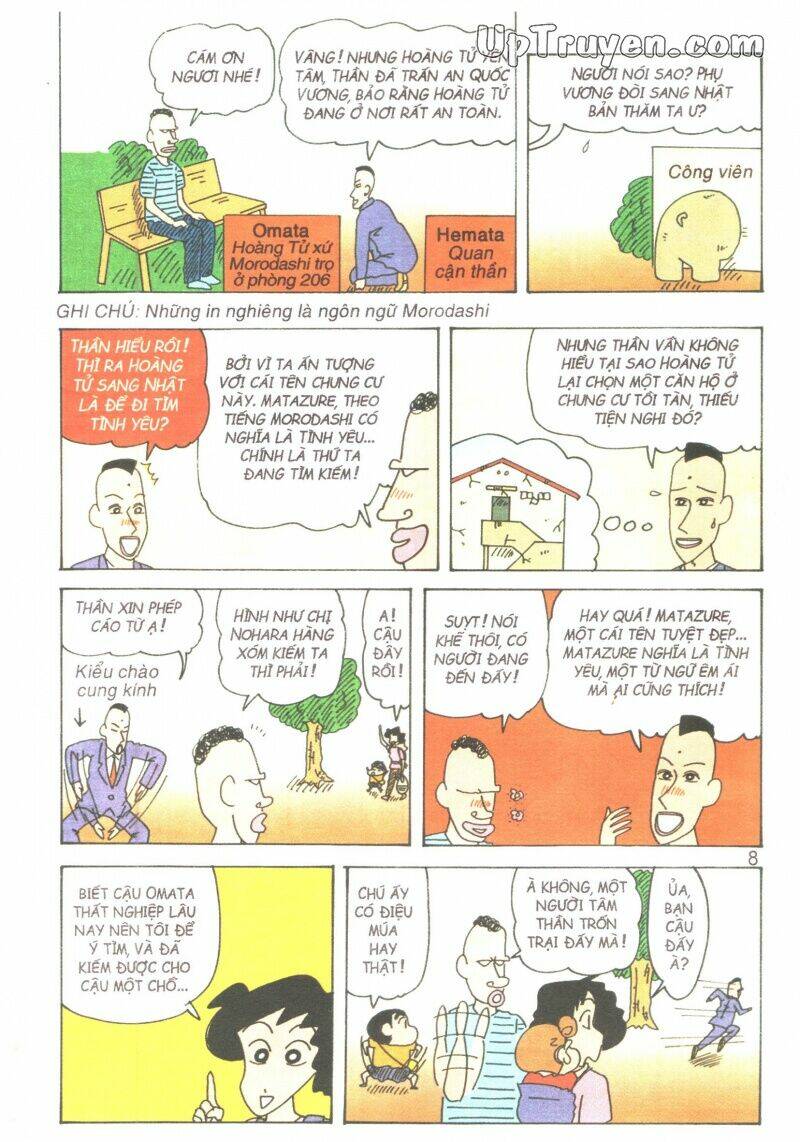 UpTruyen.com
NGƯƠI NÓI SAO? PHỤ
VƯƠNG ĐÒI SANG NHẬT
BẢN THĂM TA Ư?
Công viên
VÂNG! NHƯNG HOÀNG TỬ YÊN
TÂM, THẦN ĐÃ TRẤN AN QUỐC
VƯƠNG, BẢO RẰNG HOÀNG TỬ
ĐANG Ở NƠI RẤT AN TOÀN.
CÁM ƠN
NGƯƠI NHÉ!
Hemata
Quan
cận thần
Omata
Hoàng Tử xứ
Morodashi trọ
ở phòng 206
GHI CHÚ: Những in nghiêng là ngôn ngữ Morodashi
NHƯNG THẦN VẪN KHÔNG
HIỂU TẠI SAO HOÀNG TỬ
LẠI CHỌN MỘT CĂN HỘ Ở
CHUNG CƯ TỒI TÀN, THIẾU
TIỆN NGHI ĐÓ?
BỞI VÌ TA ẤN TƯỢNG
VỚI CÁI TÊN CHUNG CƯ
NÀY. MATAZURE, THEO
TIẾNG MORODASHI CÓ
NGHĨA LÀ TÌNH YÊU...
CHÍNH LÀ THỨ TA
ĐANG TÌM KIẾM!
THẦN HIỂU RỒI!
THÌ RA HOÀNG
TỬ SANG NHẬT
LÀ ĐỂ ĐI TÌM
TÌNH YÊU?
HAY QUÁ! MATAZURE,
MỘT CÁI TÊN TUYỆT ĐẸP...
MATAZURE NGHĨA LÀ TÌNH
YÊU, MỘT TỪ NGỮ ÊM ÁI
MÀ AI CŨNG THÍCH!
SUỴT! NÓI
KHẼ THÔI, CÓ
NGƯỜI ĐANG
ĐẾN ĐẤY!
A!
CẬU
ĐÂY
RỒI!
HÌNH NHƯ CHỊ
NOHARA HÀNG
XÓM KIẾM TA
THÌ PHẢI!
THẦN XIN PHÉP
CÁO TỪ Ạ!
Kiểu chào
cung kính
8
ỦA,
BẠN
CẬU
ĐẤY
À?
À KHÔNG, MỘT
NGƯỜI TÂM
THẦN TRỐN
TRẠI ĐẤY MÀ!
CHÚ ẤY
CÓ ĐIỆU
MÚA
HAY
THẬT!
BIẾT CẬU OMATA
THẤT NGHIỆP LÂU
NAY NÊN TÔI ĐỂ
Ý TÌM, VÀ ĐÃ
KIẾM ĐƯỢC CHO
CẬU MỘT CHỖ...